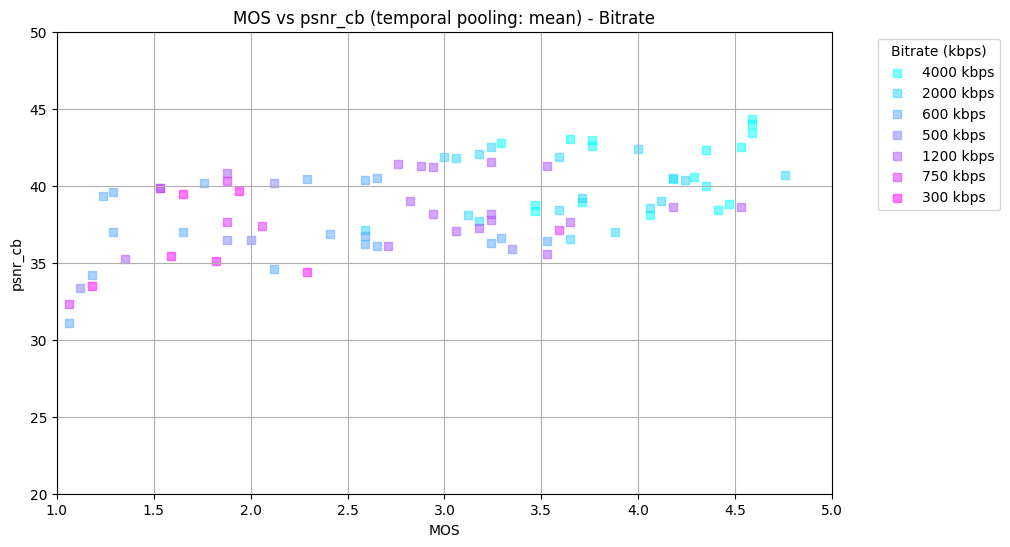 MOS vs psnr_cb (temporal pooling: mean) - Bitrate
psnr_cb
50
45
40
35
30
25
20
1.0 1.5 2.0 2.5 3.0 3.5 4.0 4.5 5.0
MOS
Bitrate (kbps)
4000 kbps
2000 kbps
600 kbps
500 kbps
1200 kbps
750 kbps
300 kbps